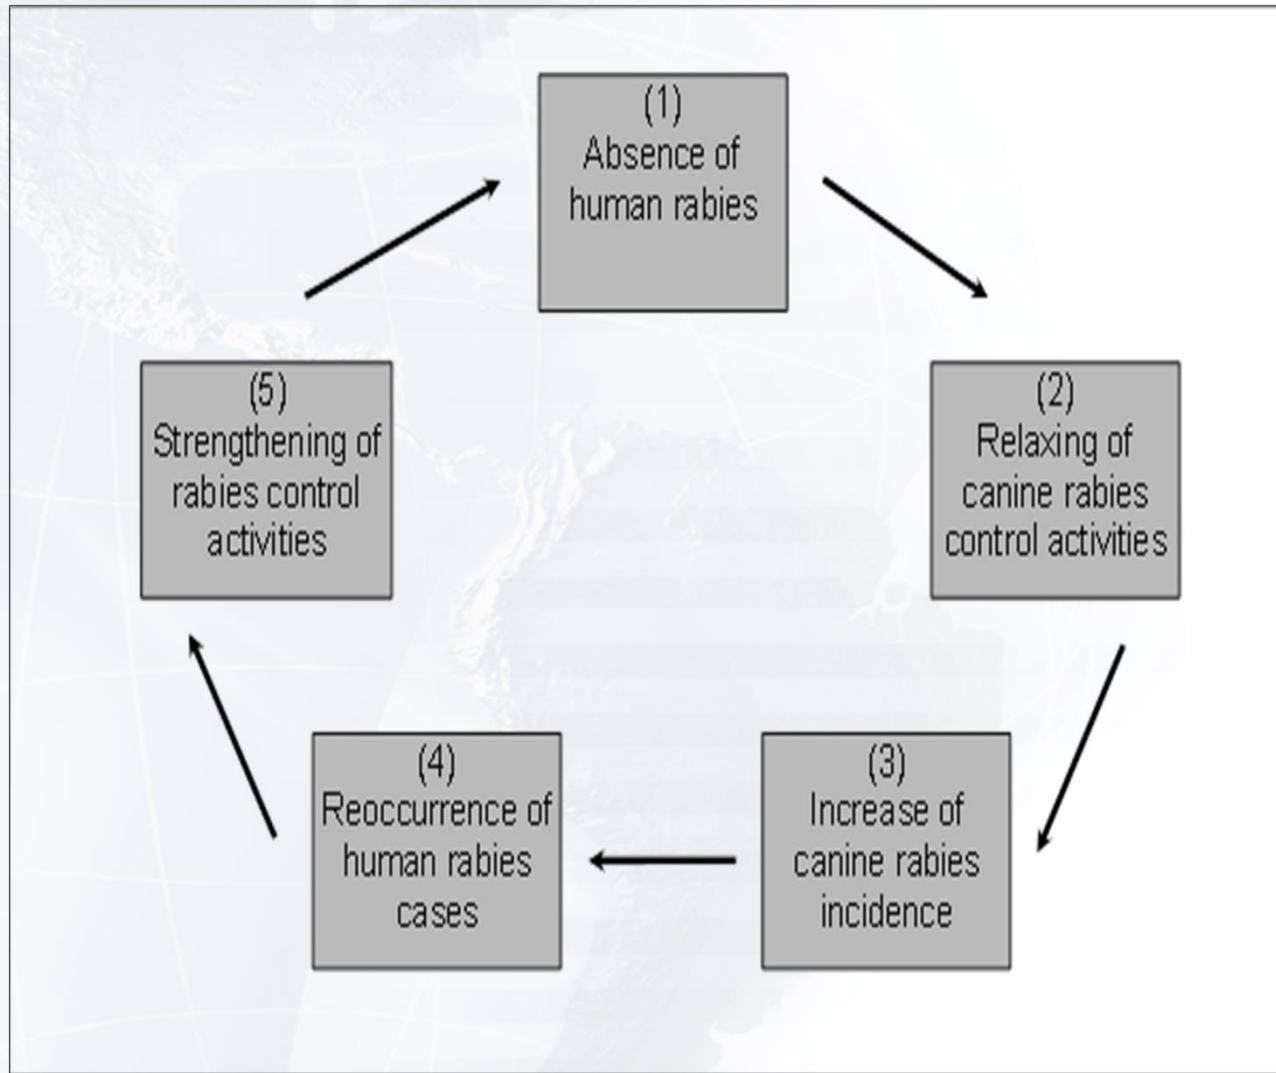 (1)
Absence of
human rabies
(2)
Relaxing of
canine rabies
control activities
(3)
Increase of
canine rabies
incidence
(4)
Reoccurrence of
human rabies
cases
(5)
Strengthening of
rabies control
activities